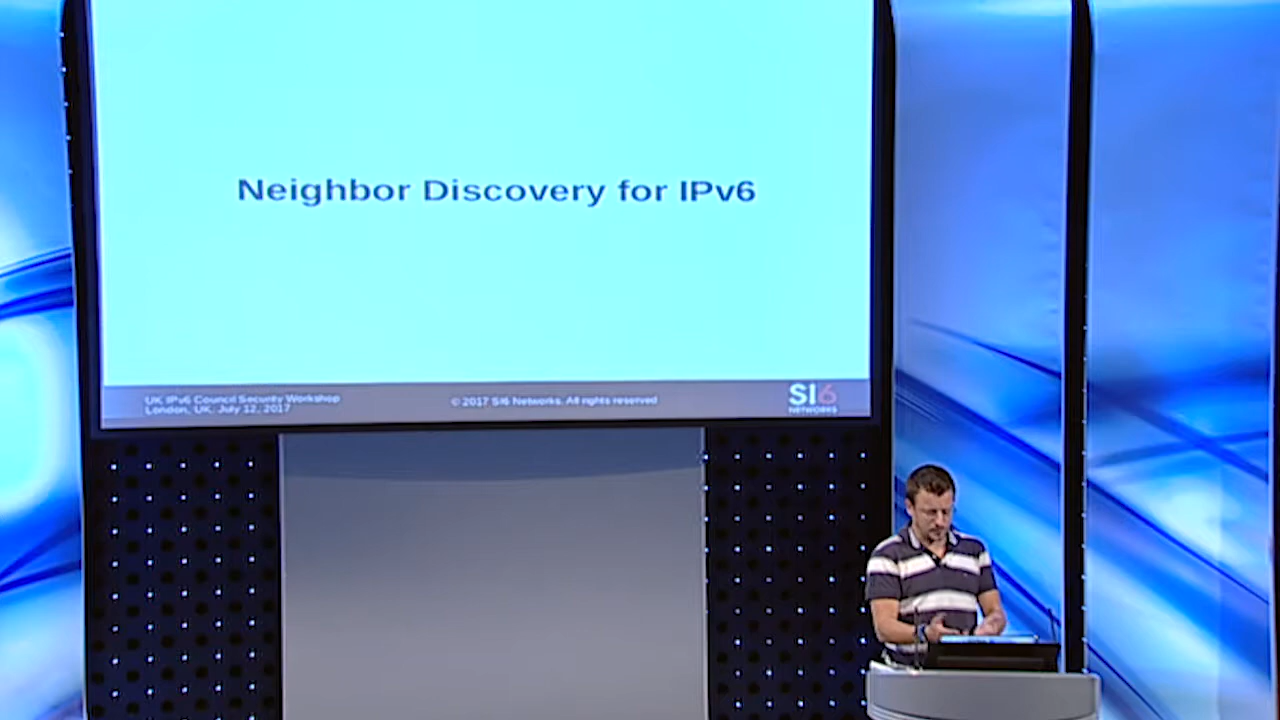 Neighbor Discovery for IPv6
UK IPv6 Council Security Workshop
London, UK. July 12, 2017
© 2017 SI6 Networks. All rights reserved
SI6
NETWORKS